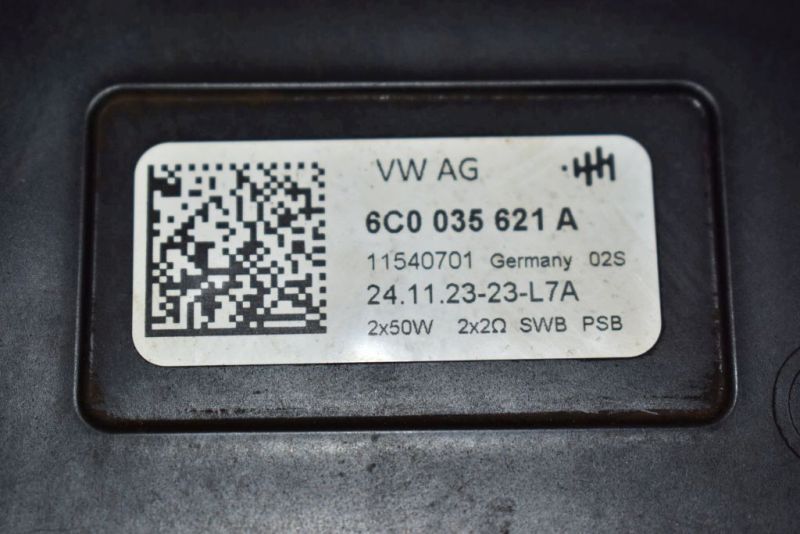 VW AG
6C0 035 621 A
11540701 Germany 02S
24.11.23-23-L7A
2x50W 2x2Ω SWB PSB